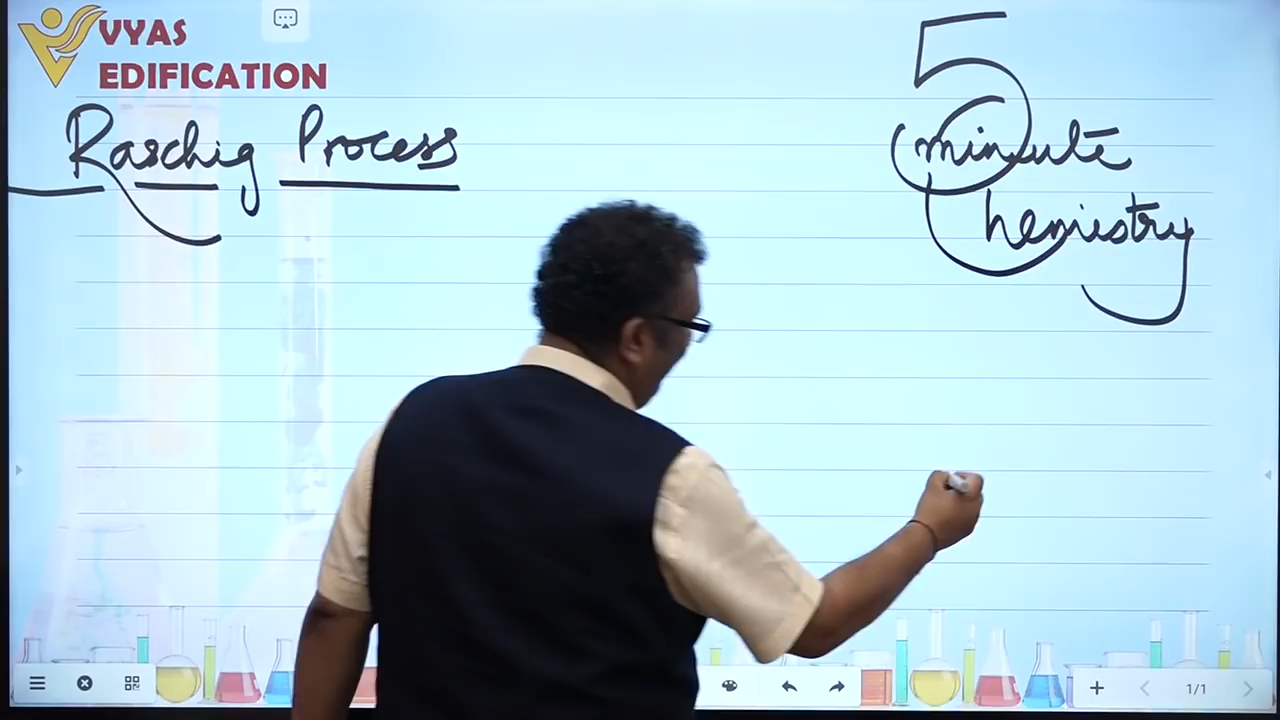 VYAS
EDIFICATION
Raschig Process
5
minute
Chemistry
1/1